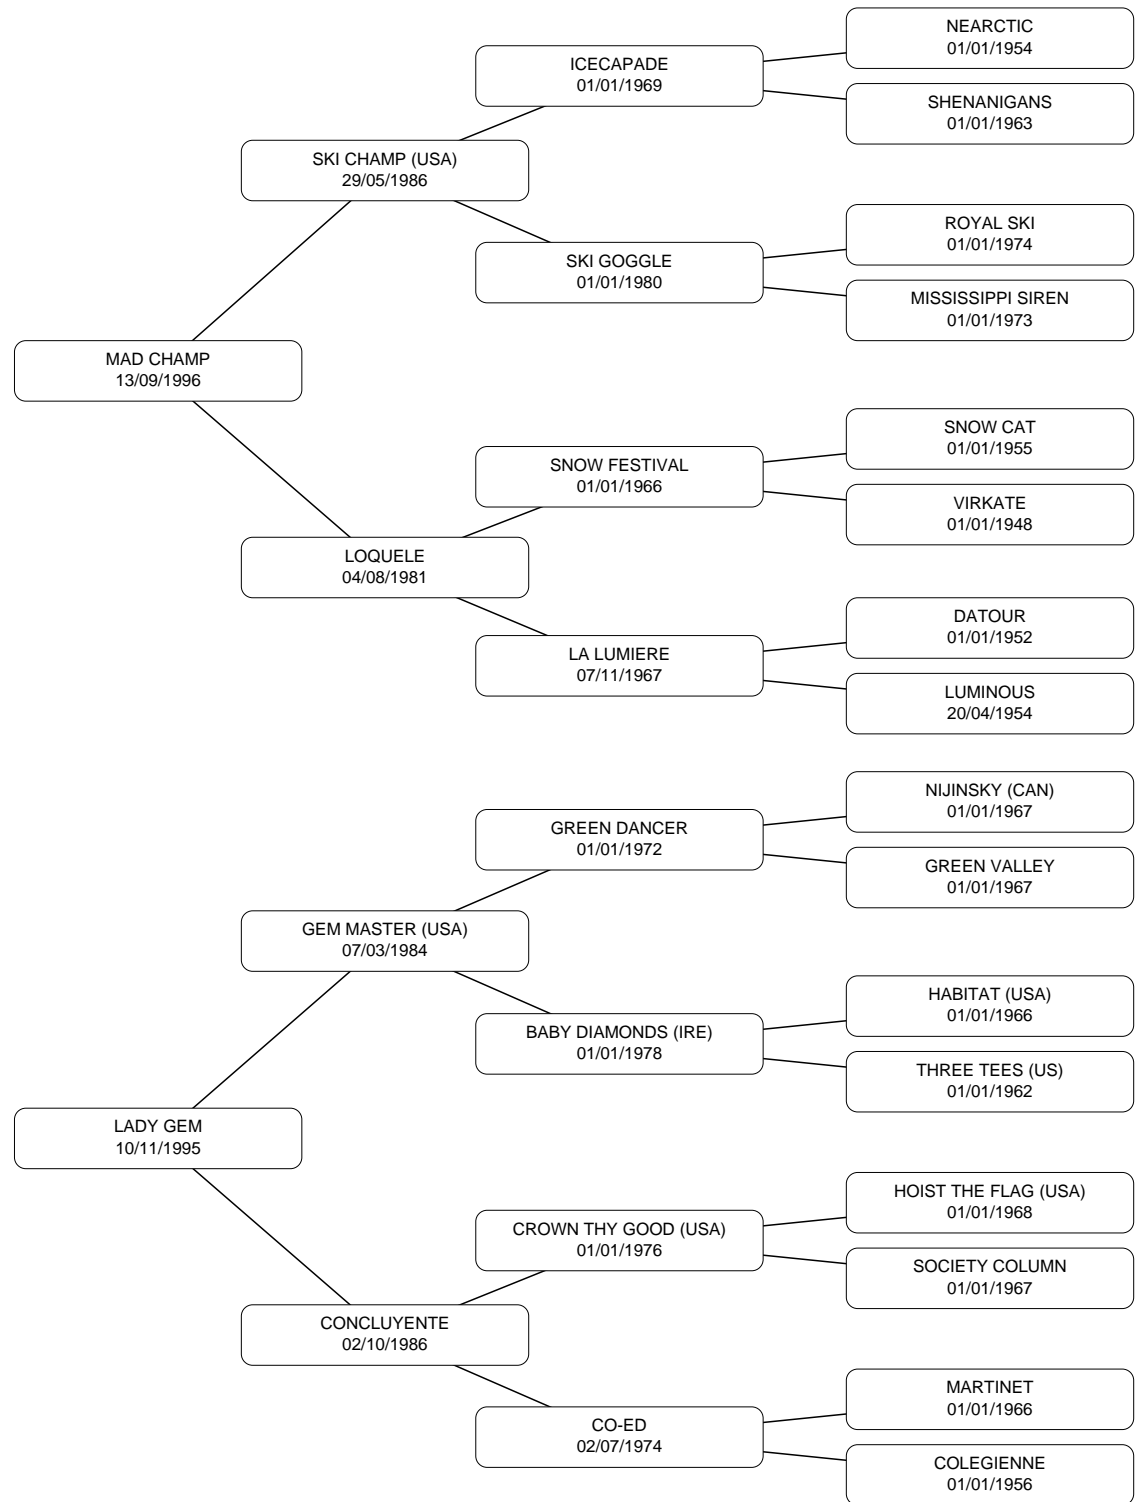 NEARCTIC
01/01/1954
ICECAPADE
01/01/1969
SHENANIGANS
01/01/1963
SKI CHAMP (USA)
29/05/1986
ROYAL SKI
01/01/1974
SKI GOGGLE
01/01/1980
MISSISSIPPI SIREN
01/01/1973
MAD CHAMP
13/09/1996
SNOW CAT
01/01/1955
SNOW FESTIVAL
01/01/1966
VIRKATE
01/01/1948
LOQUELE
04/08/1981
DATOUR
01/01/1952
LA LUMIERE
07/11/1967
LUMINOUS
20/04/1954
NIJINSKY (CAN)
01/01/1967
GREEN DANCER
01/01/1972
GREEN VALLEY
01/01/1967
GEM MASTER (USA)
07/03/1984
HABITAT (USA)
01/01/1966
BABY DIAMONDS (IRE)
01/01/1978
THREE TEES (US)
01/01/1962
LADY GEM
10/11/1995
HOIST THE FLAG (USA)
01/01/1968
CROWN THY GOOD (USA)
01/01/1976
SOCIETY COLUMN
01/01/1967
CONCLUYENTE
02/10/1986
MARTINET
01/01/1966
CO-ED
02/07/1974
COLEGIENNE
01/01/1956